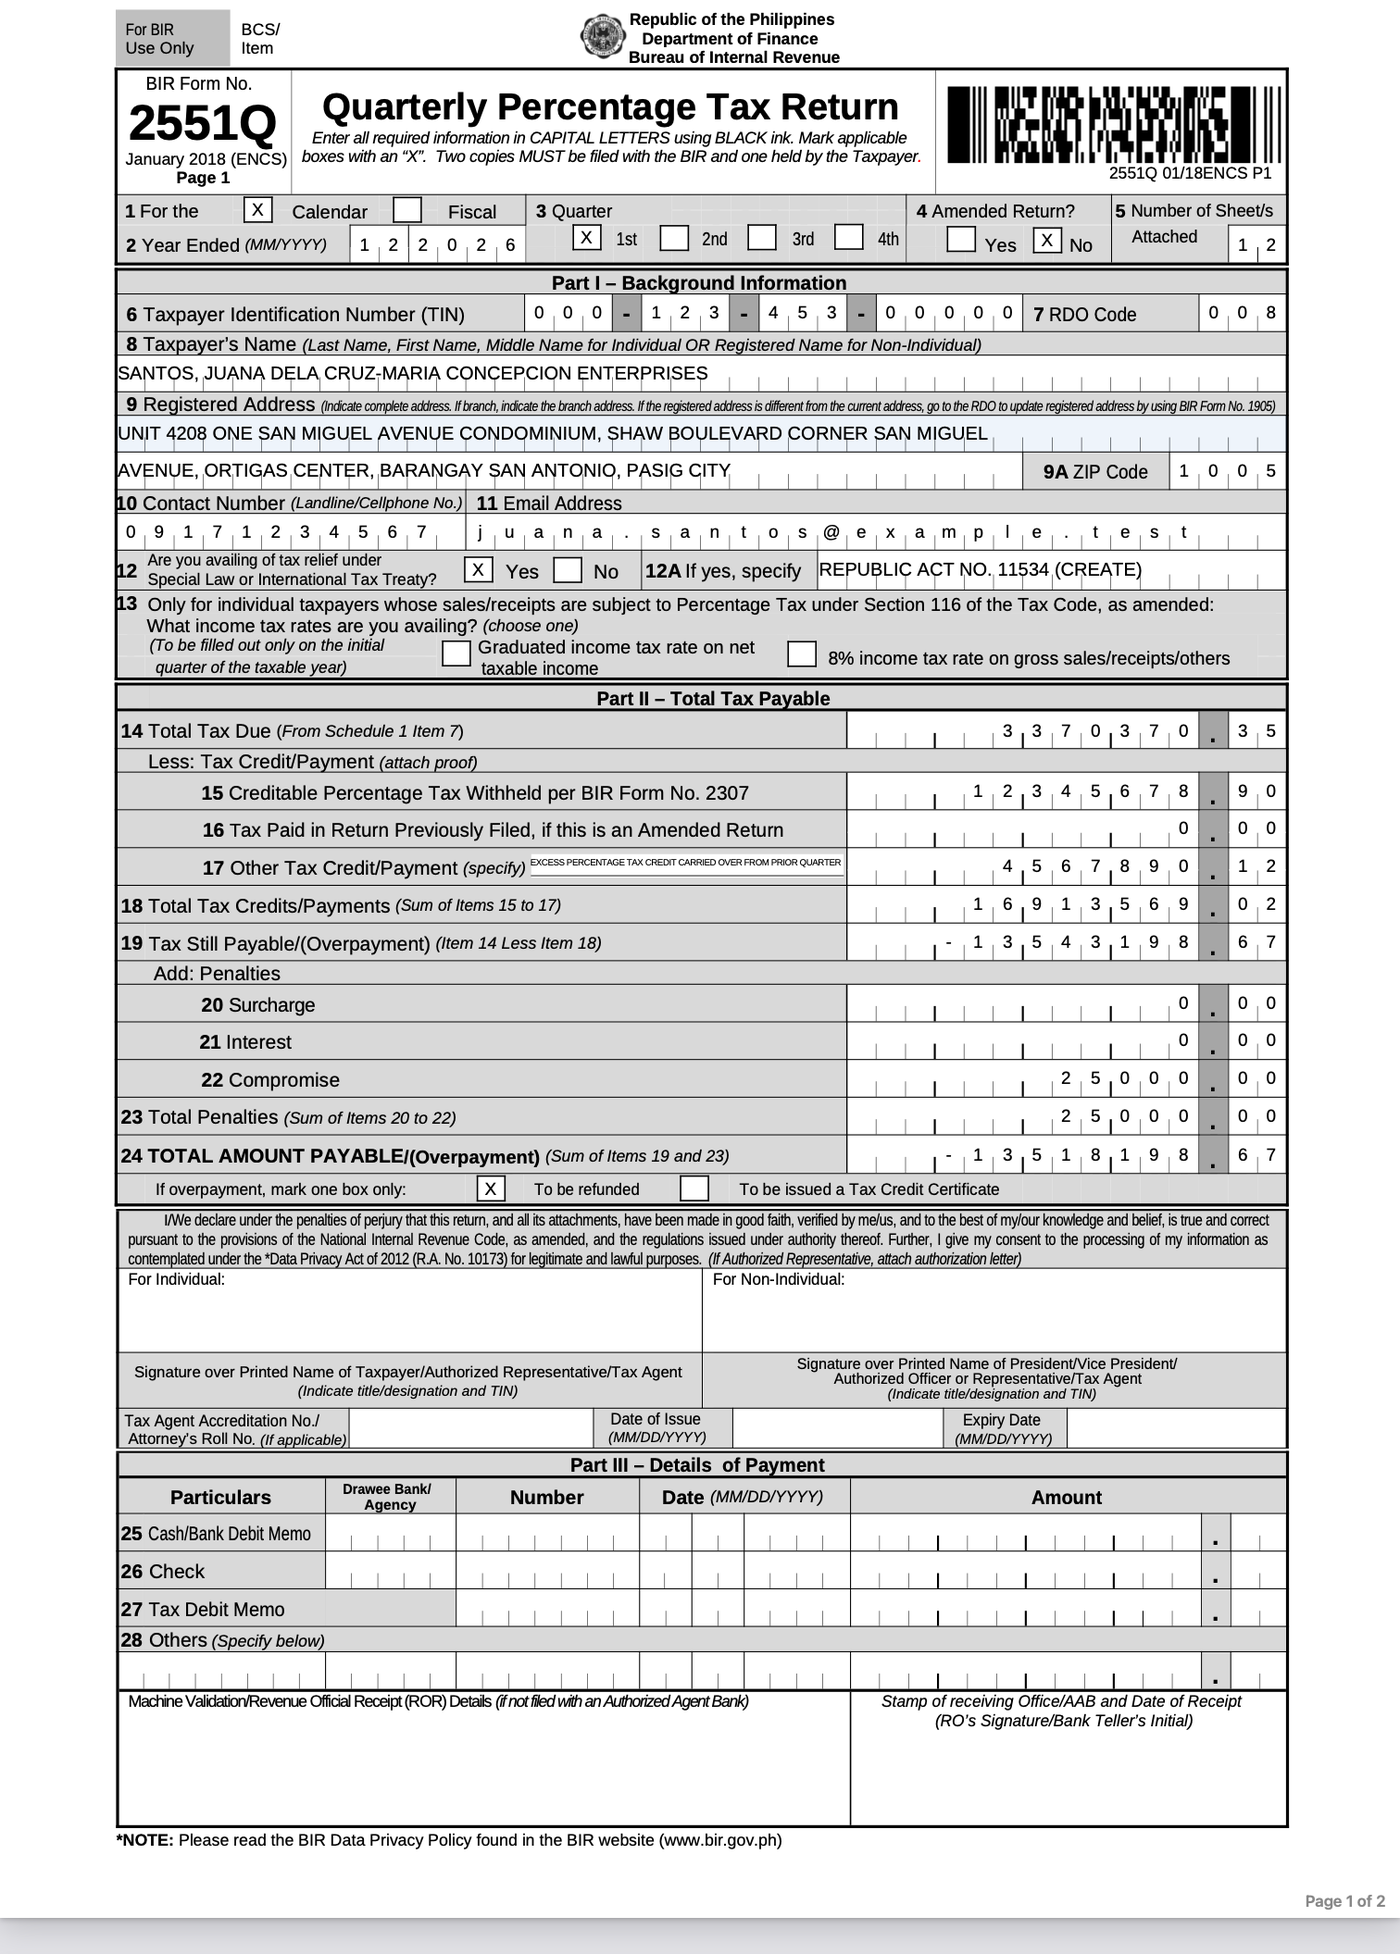 For BIR
Use Only
BCS/
Item
Republic of the Philippines
Department of Finance
Bureau of Internal Revenue
BIR Form No.
2551Q
January 2018 (ENCS)
Page 1
Quarterly Percentage Tax Return
Enter all required information in CAPITAL LETTERS using BLACK ink. Mark applicable
boxes with an “X”. Two copies MUST be filed with the BIR and one held by the Taxpayer.
2551Q 01/18ENCS P1
1 For the X Calendar Fiscal
2 Year Ended (MM/YYYY) 1 2 2 0 2 6
3 Quarter
X 1st 2nd 3rd 4th
4 Amended Return?
Yes X No
5 Number of Sheet/s
Attached 1 2
Part I – Background Information
6 Taxpayer Identification Number (TIN) 0 0 0 - 1 2 3 - 4 5 3 - 0 0 0 0 0 7 RDO Code 0 0 8
8 Taxpayer's Name (Last Name, First Name, Middle Name for Individual OR Registered Name for Non-Individual)
SANTOS, JUANA DELA CRUZ-MARIA CONCEPCION ENTERPRISES
9 Registered Address (Indicate complete address. If branch, indicate the branch address. If the registered address is different from the current address, go to the RDO to update registered address by using BIR Form No. 1905)
UNIT 4208 ONE SAN MIGUEL AVENUE CONDOMINIUM, SHAW BOULEVARD CORNER SAN MIGUEL
AVENUE, ORTIGAS CENTER, BARANGAY SAN ANTONIO, PASIG CITY 9A ZIP Code 1 0 0 5
10 Contact Number (Landline/Cellphone No.) 11 Email Address
0 9 1 7 1 2 3 4 5 6 7 j u a n a . s a n t o s @ e x a m p l e . t e s t
12 Are you availing of tax relief under
Special Law or International Tax Treaty? X Yes No 12A If yes, specify REPUBLIC ACT NO. 11534 (CREATE)
13 Only for individual taxpayers whose sales/receipts are subject to Percentage Tax under Section 116 of the Tax Code, as amended:
What income tax rates are you availing? (choose one)
(To be filled out only on the initial
quarter of the taxable year)
Graduated income tax rate on net
taxable income
8% income tax rate on gross sales/receipts/others
Part II – Total Tax Payable
14 Total Tax Due (From Schedule 1 Item 7) 3 3 7 0 3 7 0 . 3 5
Less: Tax Credit/Payment (attach proof)
15 Creditable Percentage Tax Withheld per BIR Form No. 2307 1 2 3 4 5 6 7 8 . 9 0
16 Tax Paid in Return Previously Filed, if this is an Amended Return 0 . 0 0
17 Other Tax Credit/Payment (specify) EXCESS PERCENTAGE TAX CREDIT CARRIED OVER FROM PRIOR QUARTER 4 5 6 7 8 9 0 . 1 2
18 Total Tax Credits/Payments (Sum of Items 15 to 17) 1 6 9 1 3 5 6 9 . 0 2
19 Tax Still Payable/(Overpayment) (Item 14 Less Item 18) - 1 3 5 4 3 1 9 8 . 6 7
Add: Penalties
20 Surcharge 0 . 0 0
21 Interest 0 . 0 0
22 Compromise 2 5 0 0 0 . 0 0
23 Total Penalties (Sum of Items 20 to 22) 2 5 0 0 0 . 0 0
24 TOTAL AMOUNT PAYABLE/(Overpayment) (Sum of Items 19 and 23) - 1 3 5 1 8 1 9 8 . 6 7
If overpayment, mark one box only: X To be refunded To be issued a Tax Credit Certificate
I/We declare under the penalties of perjury that this return, and all its attachments, have been made in good faith, verified by me/us, and to the best of my/our knowledge and belief, is true and correct
pursuant to the provisions of the National Internal Revenue Code, as amended, and the regulations issued under authority thereof. Further, I give my consent to the processing of my information as
contemplated under the *Data Privacy Act of 2012 (R.A. No. 10173) for legitimate and lawful purposes. (If Authorized Representative, attach authorization letter)
For Individual:
For Non-Individual:
Signature over Printed Name of Taxpayer/Authorized Representative/Tax Agent
(Indicate title/designation and TIN)
Signature over Printed Name of President/Vice President/
Authorized Officer or Representative/Tax Agent
(Indicate title/designation and TIN)
Tax Agent Accreditation No./
Attorney's Roll No. (If applicable)
Date of Issue
(MM/DD/YYYY)
Expiry Date
(MM/DD/YYYY)
Part III – Details of Payment
Particulars Drawee Bank/
Agency Number Date (MM/DD/YYYY) Amount
25 Cash/Bank Debit Memo .
26 Check .
27 Tax Debit Memo .
28 Others (Specify below)
.
Machine Validation/Revenue Official Receipt (ROR) Details (if not filed with an Authorized Agent Bank)
Stamp of receiving Office/AAB and Date of Receipt
(RO's Signature/Bank Teller's Initial)
*NOTE: Please read the BIR Data Privacy Policy found in the BIR website (www.bir.gov.ph)
Page 1 of 2